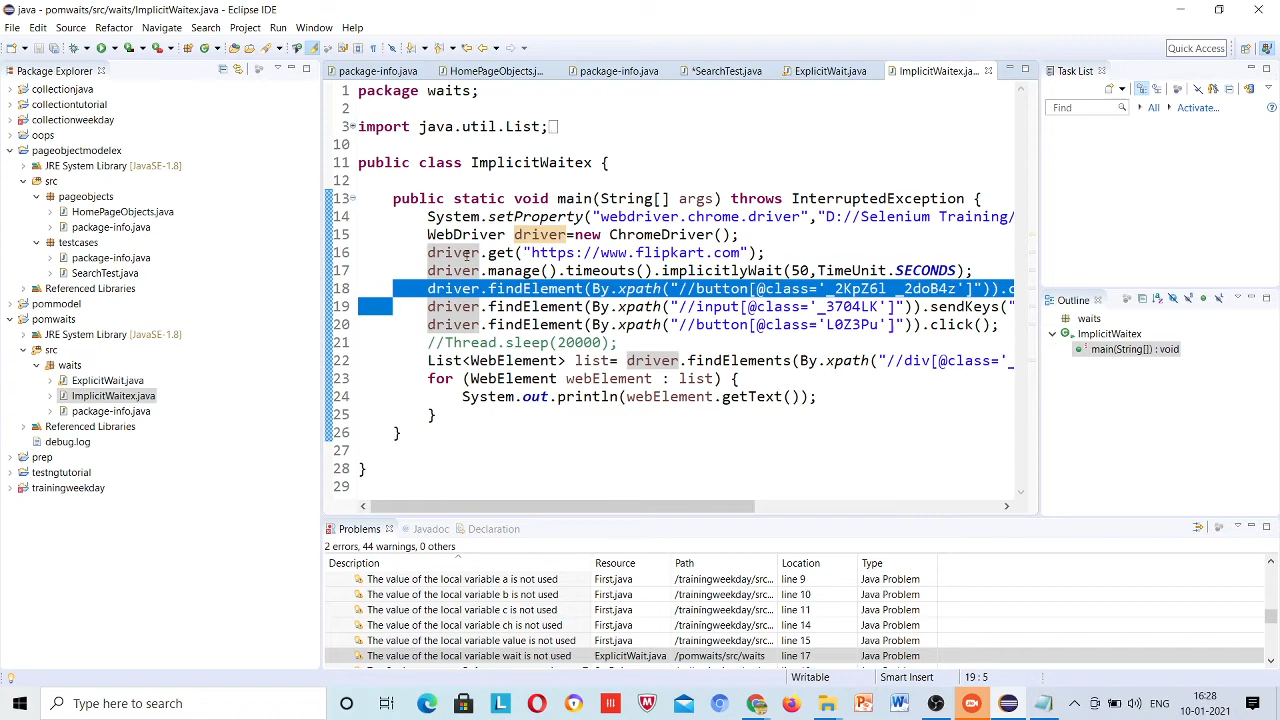 java - pomwaits/src/waits/ImplicitWaitex.java - Eclipse IDE
File Edit Source Refactor Navigate Search Project Run Window Help
Quick Access
Package Explorer
collectionjava
collectiontutorial
collectionweekday
oops
pageobjectmodelex
JRE System Library [JavaSE-1.8]
src
pageobjects
HomePageObjects.java
package-info.java
testcases
package-info.java
SearchTest.java
Referenced Libraries
pommodel
pomwaits
JRE System Library [JavaSE-1.8]
src
waits
ExplicitWait.java
ImplicitWaitex.java
package-info.java
Referenced Libraries
debug.log
prep
testngtutorial
trainingweekday
package-info.java HomePageObjects,... package-info.java *SearchTest.java ExplicitWait.java ImplicitWaitex.ja...
1 package waits;
2
3 import java.util.List;
10
11 public class ImplicitWaitex {
12
13 public static void main(String[] args) throws InterruptedException {
14 System.setProperty("webdriver.chrome.driver","D://Selenium Training/
15 WebDriver driver=new ChromeDriver();
16 driver.get("https://www.flipkart.com");
17 driver.manage().timeouts().implicitlyWait(50,TimeUnit.SECONDS);
18 driver.findElement(By.xpath("//button[@class='_2KpZ6l _2doB4z']")).c
19 driver.findElement(By.xpath("//input[@class='_3704LK']")).sendKeys("
20 driver.findElement(By.xpath("//button[@class='L0Z3Pu']")).click();
21 //Thread.sleep(20000);
22 List<WebElement> list= driver.findElements(By.xpath("//div[@class='_
23 for (WebElement webElement : list) {
24 System.out.println(webElement.getText());
25 }
26 }
27
28 }
29
Task List
Find All Activate...
Outline
waits
ImplicitWaitex
main(String[]) : void
Problems Javadoc Declaration
2 errors, 44 warnings, 0 others
Description Resource Path Location Type
The value of the local variable a is not used First.java /trainingweekday/src... line 9 Java Problem
The value of the local variable b is not used First.java /trainingweekday/src... line 10 Java Problem
The value of the local variable c is not used First.java /trainingweekday/src... line 11 Java Problem
The value of the local variable ch is not used First.java /trainingweekday/src... line 14 Java Problem
The value of the local variable value is not used First.java /trainingweekday/src... line 15 Java Problem
The value of the local variable wait is not used ExplicitWait.java /pomwaits/src/waits line 17 Java Problem
Writable Smart Insert 19 : 5
Type here to search
ENG
16:28
10-01-2021